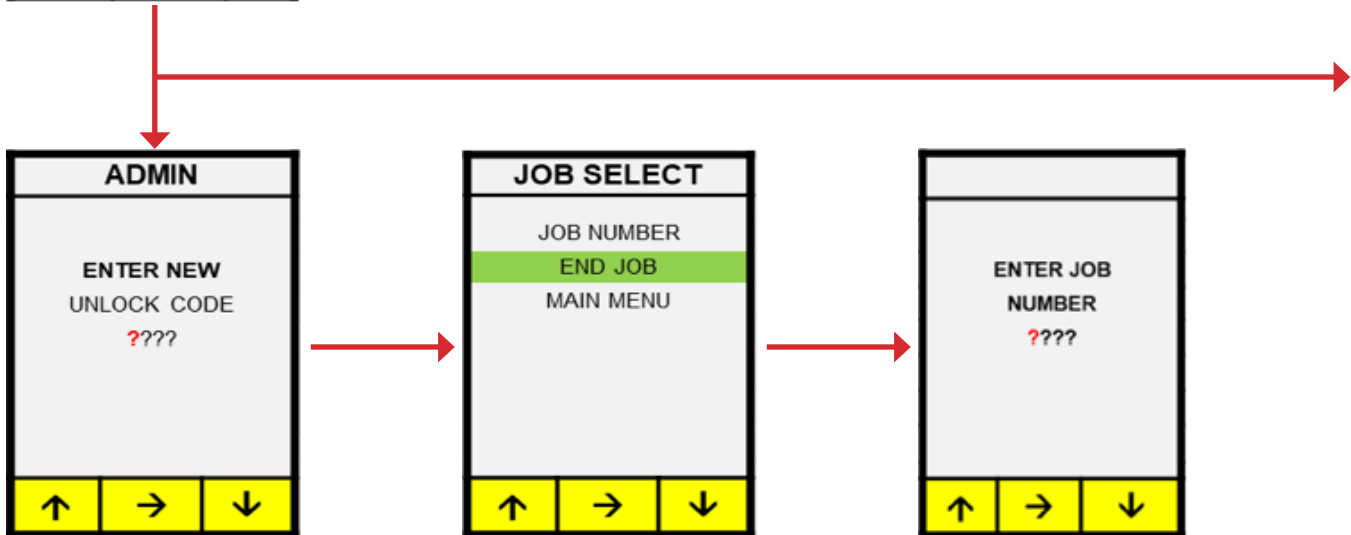 ADMIN
ENTER NEW
UNLOCK CODE
????
↑ → ↓
JOB SELECT
JOB NUMBER
END JOB
MAIN MENU
↑ → ↓
ENTER JOB
NUMBER
????
↑ → ↓